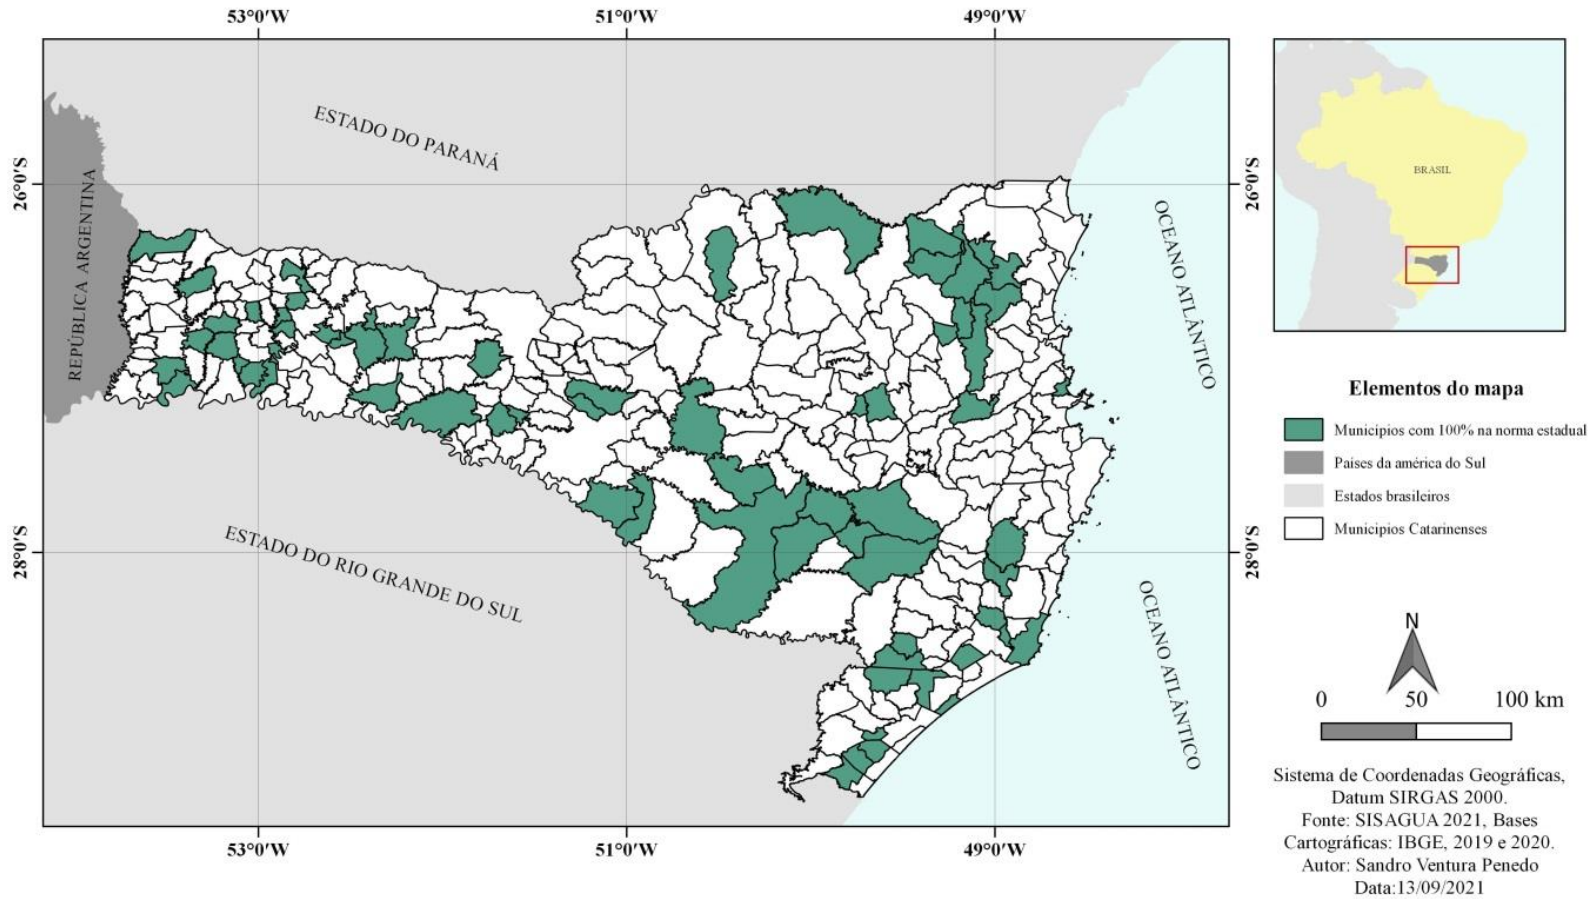 53°0′W
51°0′W
49°0′W
26°0′S
28°0′S
26°0′S
28°0′S
53°0′W
51°0′W
49°0′W
ESTADO DO PARANÁ
REPÚBLICA ARGENTINA
OCEANO ATLÂNTICO
ESTADO DO RIO GRANDE DO SUL
OCEANO ATLÂNTICO
BRASIL
Elementos do mapa
Municípios com 100% na norma estadual
Paises da américa do Sul
Estados brasileiros
Municipios Catarinenses
N
0 50 100 km
Sistema de Coordenadas Geográficas,
Datum SIRGAS 2000.
Fonte: SISAGUA 2021, Bases
Cartográficas: IBGE, 2019 e 2020.
Autor: Sandro Ventura Penedo
Data:13/09/2021